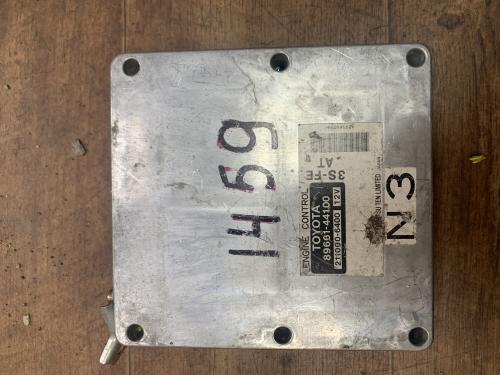 1459
ENGINE CONTROL
TOYOTA
89661-44100
211000-6400 12V
3S-FE
AT
N3